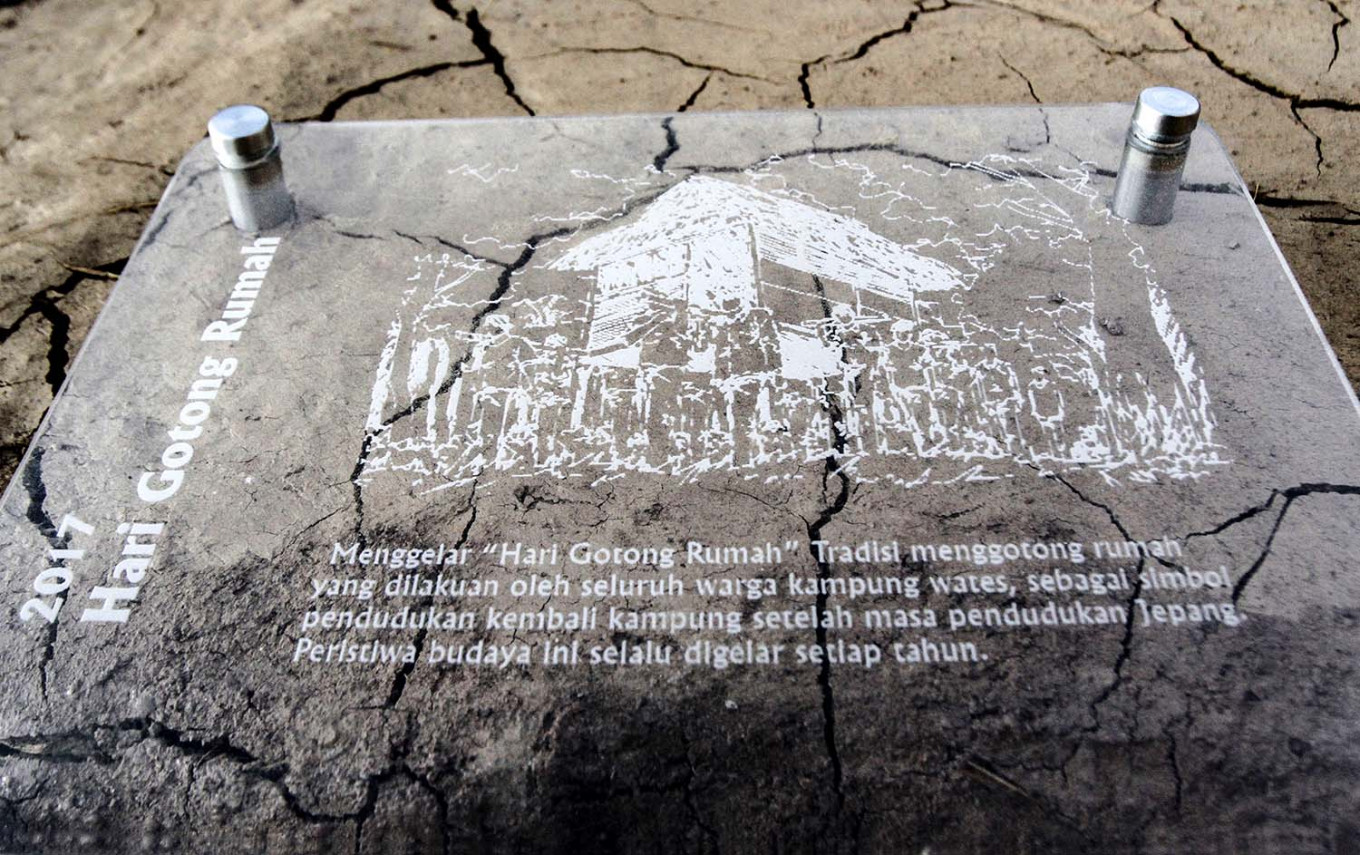 2017
Hari Gotong Rumah
Menggelar “Hari Gotong Rumah” Tradisi menggotong rumah
yang dilakuan oleh seluruh warga kampung wates, sebagai simbol
pendudukan kembali kampung setelah masa pendudukan Jepang.
Peristiwa budaya ini selalu digelar setiap tahun.